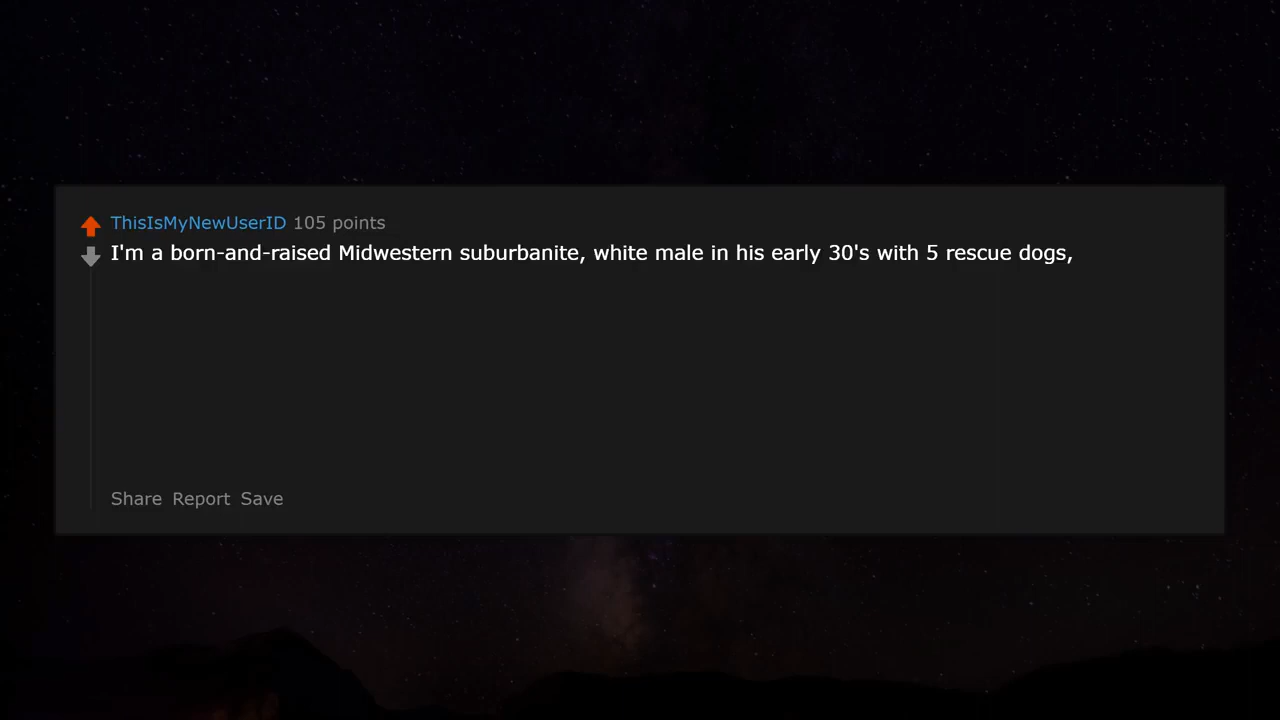 ThisIsMyNewUserID 105 points
I'm a born-and-raised Midwestern suburbanite, white male in his early 30's with 5 rescue dogs,
Share Report Save